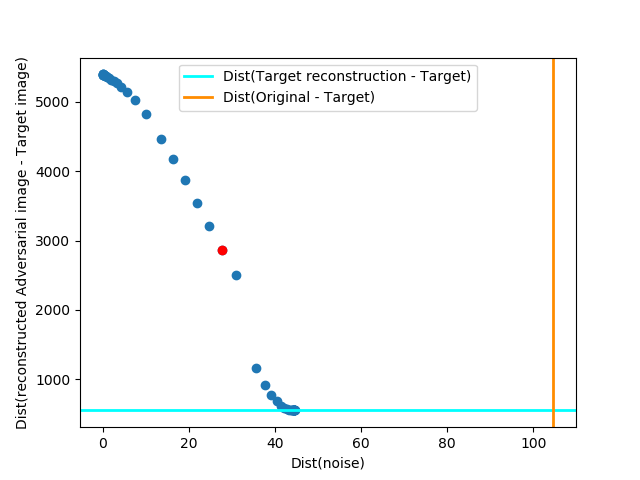 Dist(Target reconstruction - Target)
Dist(Original - Target)
Dist(reconstructed Adversarial image - Target image)
5000
4000
3000
2000
1000
0
20
40
60
80
100
Dist(noise)